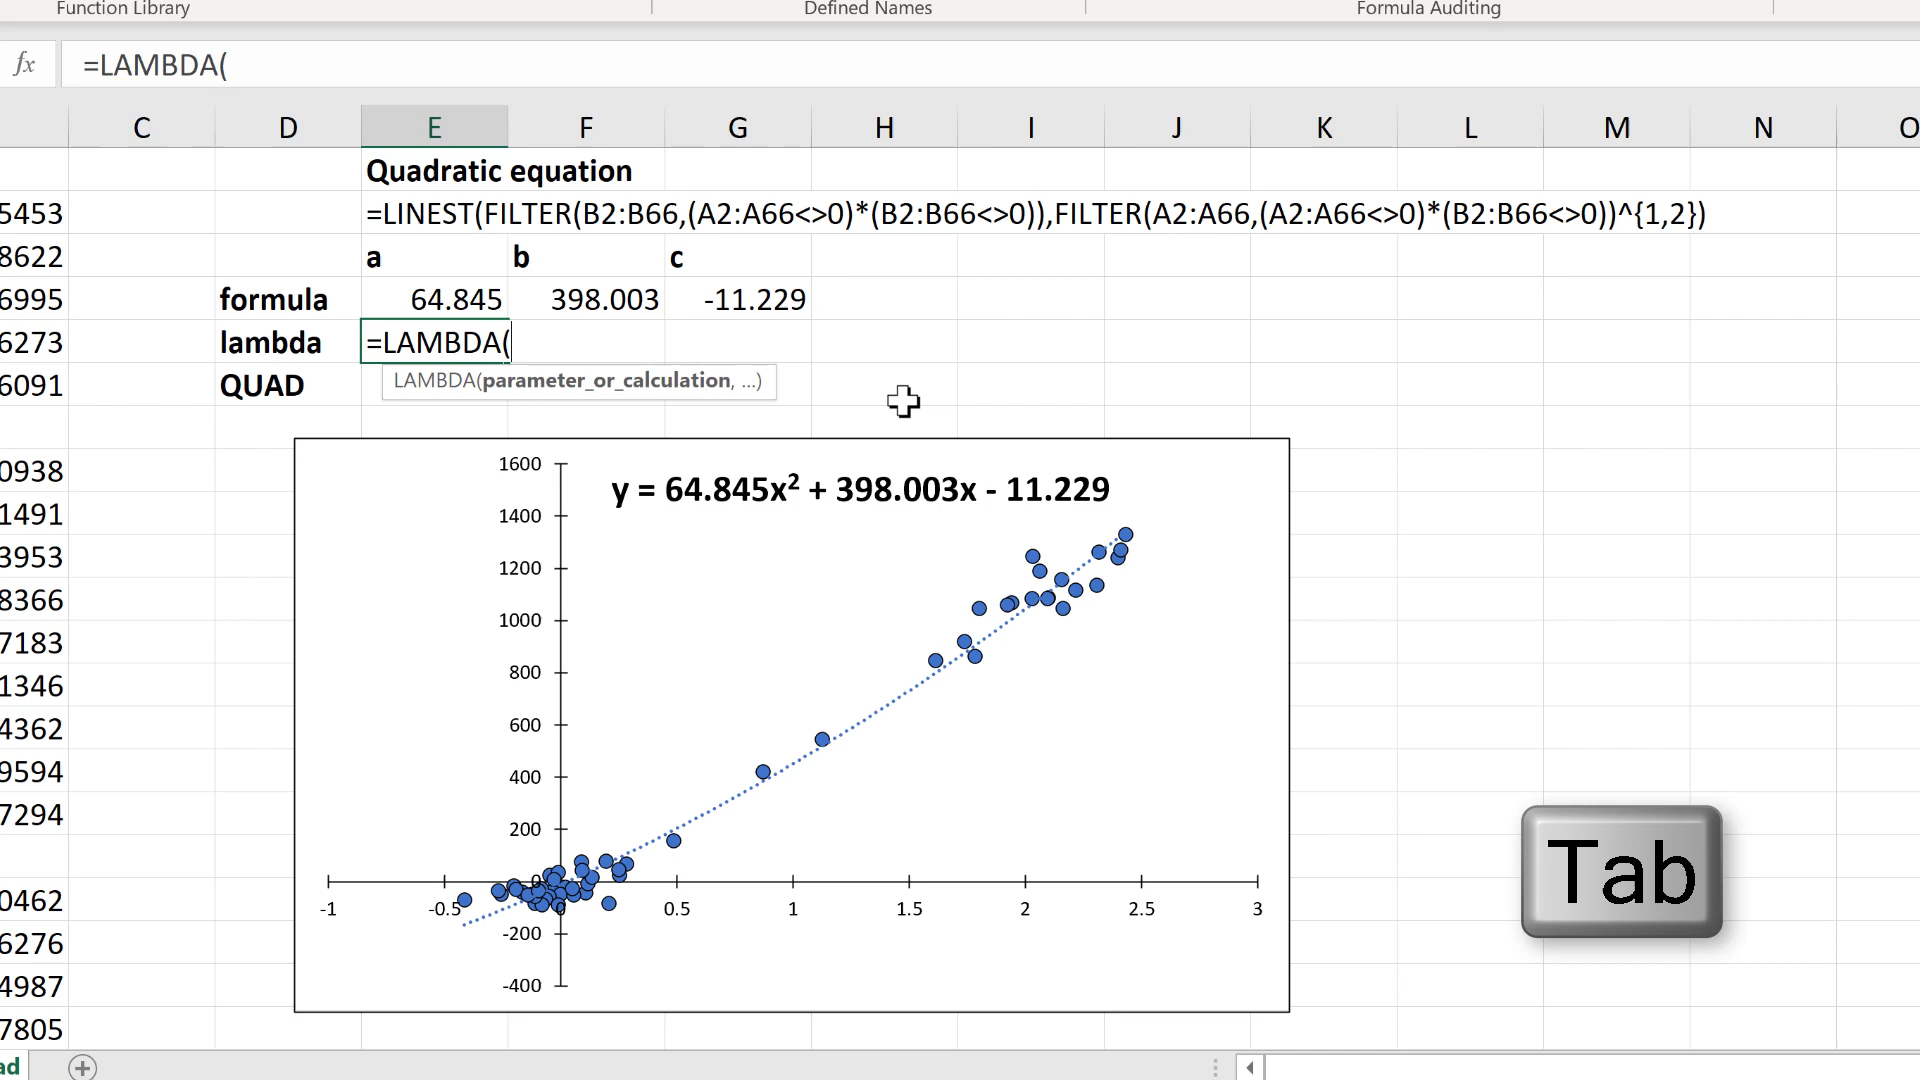 Function Library
Defined Names
Formula Auditing
fx
=LAMBDA(
C D E F G H I J K L M N O
Quadratic equation
5453 =LINEST(FILTER(B2:B66,(A2:A66<>0)*(B2:B66<>0)),FILTER(A2:A66,(A2:A66<>0)*(B2:B66<>0))^{1,2})
8622 a b c
6995 formula 64.845 398.003 -11.229
6273 lambda =LAMBDA(
6091 QUAD LAMBDA(parameter_or_calculation, ...)
0938
1491
3953
8366
7183
1346
4362
9594
7294
0462
6276
4987
7805
y = 64.845x² + 398.003x - 11.229
1600
1400
1200
1000
800
600
400
200
0
-200
-400
-1 -0.5 0 0.5 1 1.5 2 2.5 3
Tab
ad